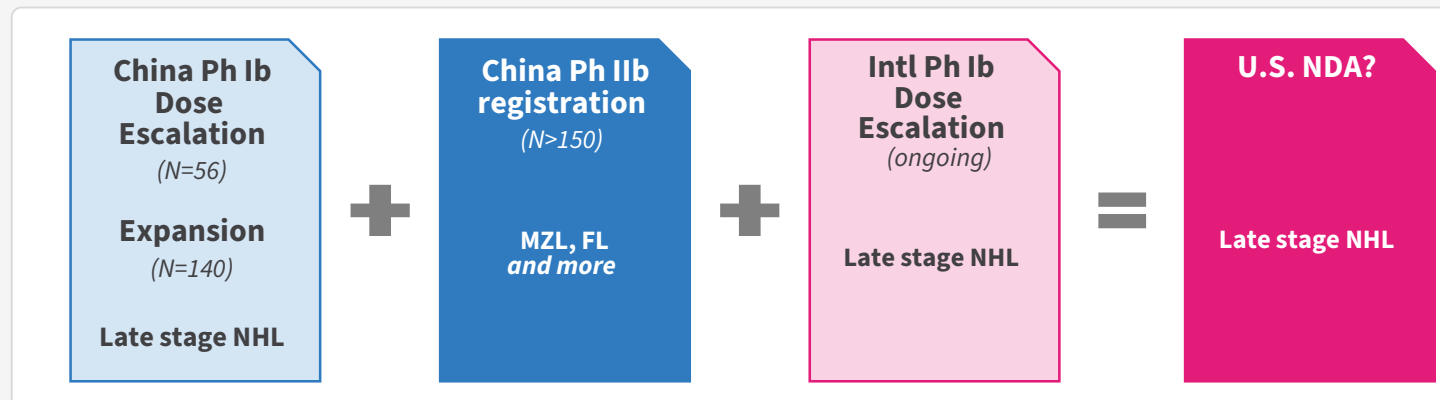 China Ph Ib
Dose
Escalation
(N=56)
Expansion
(N=140)
Late stage NHL
China Ph IIb
registration
(N>150)
MZL, FL
and more
Intl Ph Ib
Dose
Escalation
(ongoing)
Late stage NHL
U.S. NDA?
Late stage NHL